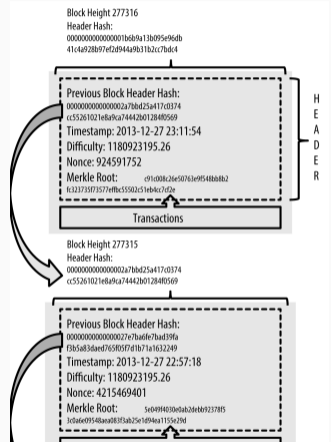 Block Height 277316
Header Hash:
0000000000000001b6b9a13b095e96db
41c4a928b97ef2d944a9b31b2cc7bdc4
Previous Block Header Hash:
0000000000000002a7bbd25a417c0374
cc55261021e8a9ca74442b01284f0569
Timestamp: 2013-12-27 23:11:54
Difficulty: 1180923195.26
Nonce: 924591752
Merkle Root: c91c008c26e50763e9f548bb8b2
fc323735f73577effbc55502c51eb4cc7cf2e
Transactions
H
E
A
D
E
R
Block Height 277315
Header Hash:
0000000000000002a7bbd25a417c0374
cc55261021e8a9ca74442b01284f0569
Previous Block Header Hash:
00000000000000027e7ba6fe7bad39fa
f3b5a83daed765f05f7d1b71a1632249
Timestamp: 2013-12-27 22:57:18
Difficulty: 1180923195.26
Nonce: 4215469401
Merkle Root: 5e049f4030e0ab2debb92378f5
3c0a6e09548aea083f3ab25e1d94ea1155e29d